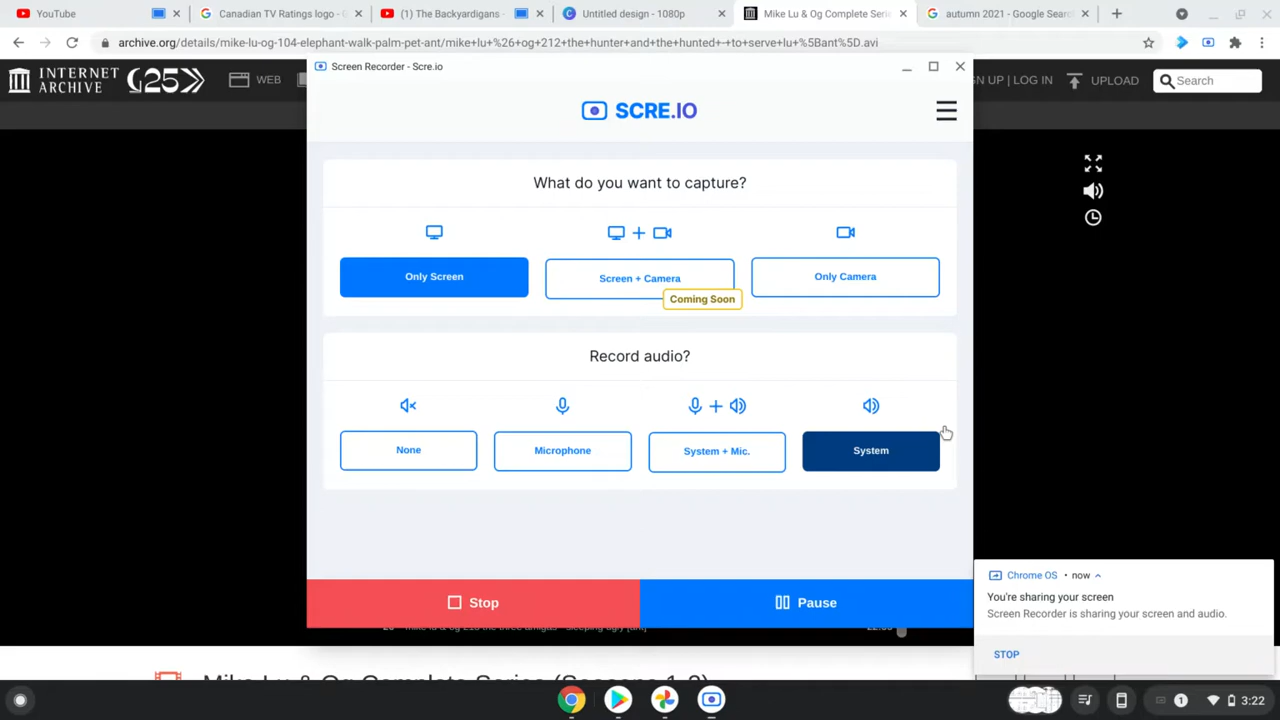 YouTube
Canadian TV Ratings logo - G
(1) The Backyardigans -
Untitled design - 1080p
Mike Lu & Og Complete Serie
autumn 2021 - Google Search
archive.org/details/mike-lu-og-104-elephant-walk-palm-pet-ant/mike+lu+%26+og+212+the+hunter+and+the+hunted+-+to+serve+lu+%5Bant%5D.avi
INTERNET ARCHIVE
25
WEB
GN UP | LOG IN
UPLOAD
Search
Screen Recorder - Scre.io
SCRE.IO
What do you want to capture?
Only Screen
Screen + Camera
Only Camera
Coming Soon
Record audio?
None
Microphone
System + Mic.
System
Stop
Pause
Chrome OS • now
You're sharing your screen
Screen Recorder is sharing your screen and audio.
STOP
Mike Lu & Og Complete Series (Seasons 1-2)
1
3:22